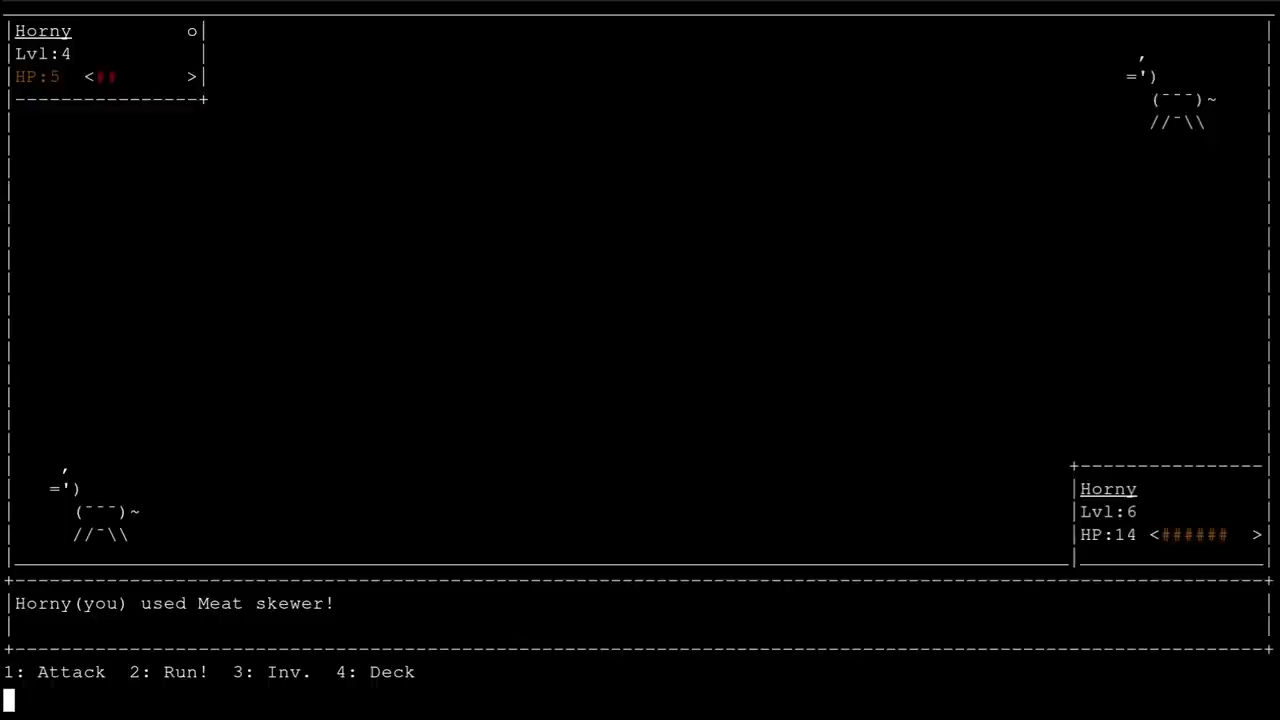 Horny o
Lvl:4
HP:5 <## >
,
=')
(¯¯¯)~
//¯\\
,
=')
(¯¯¯)~
//¯\\
Horny
Lvl:6
HP:14 <###### >
Horny(you) used Meat skewer!
1: Attack 2: Run! 3: Inv. 4: Deck